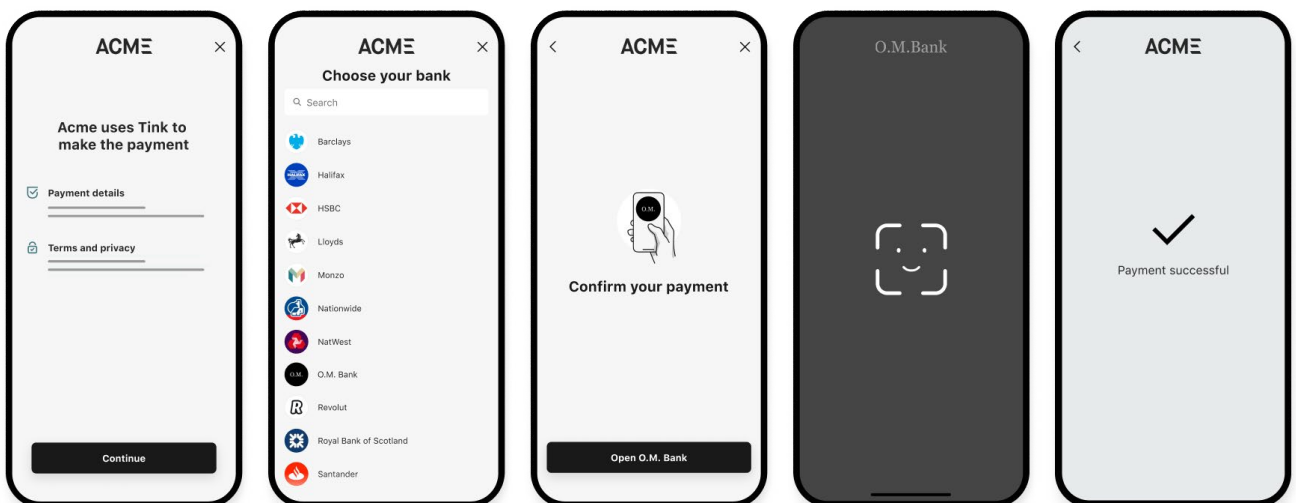 ACME
Acme uses Tink to
make the payment
Payment details
Terms and privacy
Continue
ACME
Choose your bank
Search
Barclays
HALIFAX
Halifax
HSBC
Lloyds
Monzo
Nationwide
NatWest
O.M.
O.M. Bank
Revolut
Royal Bank of Scotland
Santander
ACME
O.M.
Confirm your payment
Open O.M. Bank
O.M.Bank
ACME
Payment successful